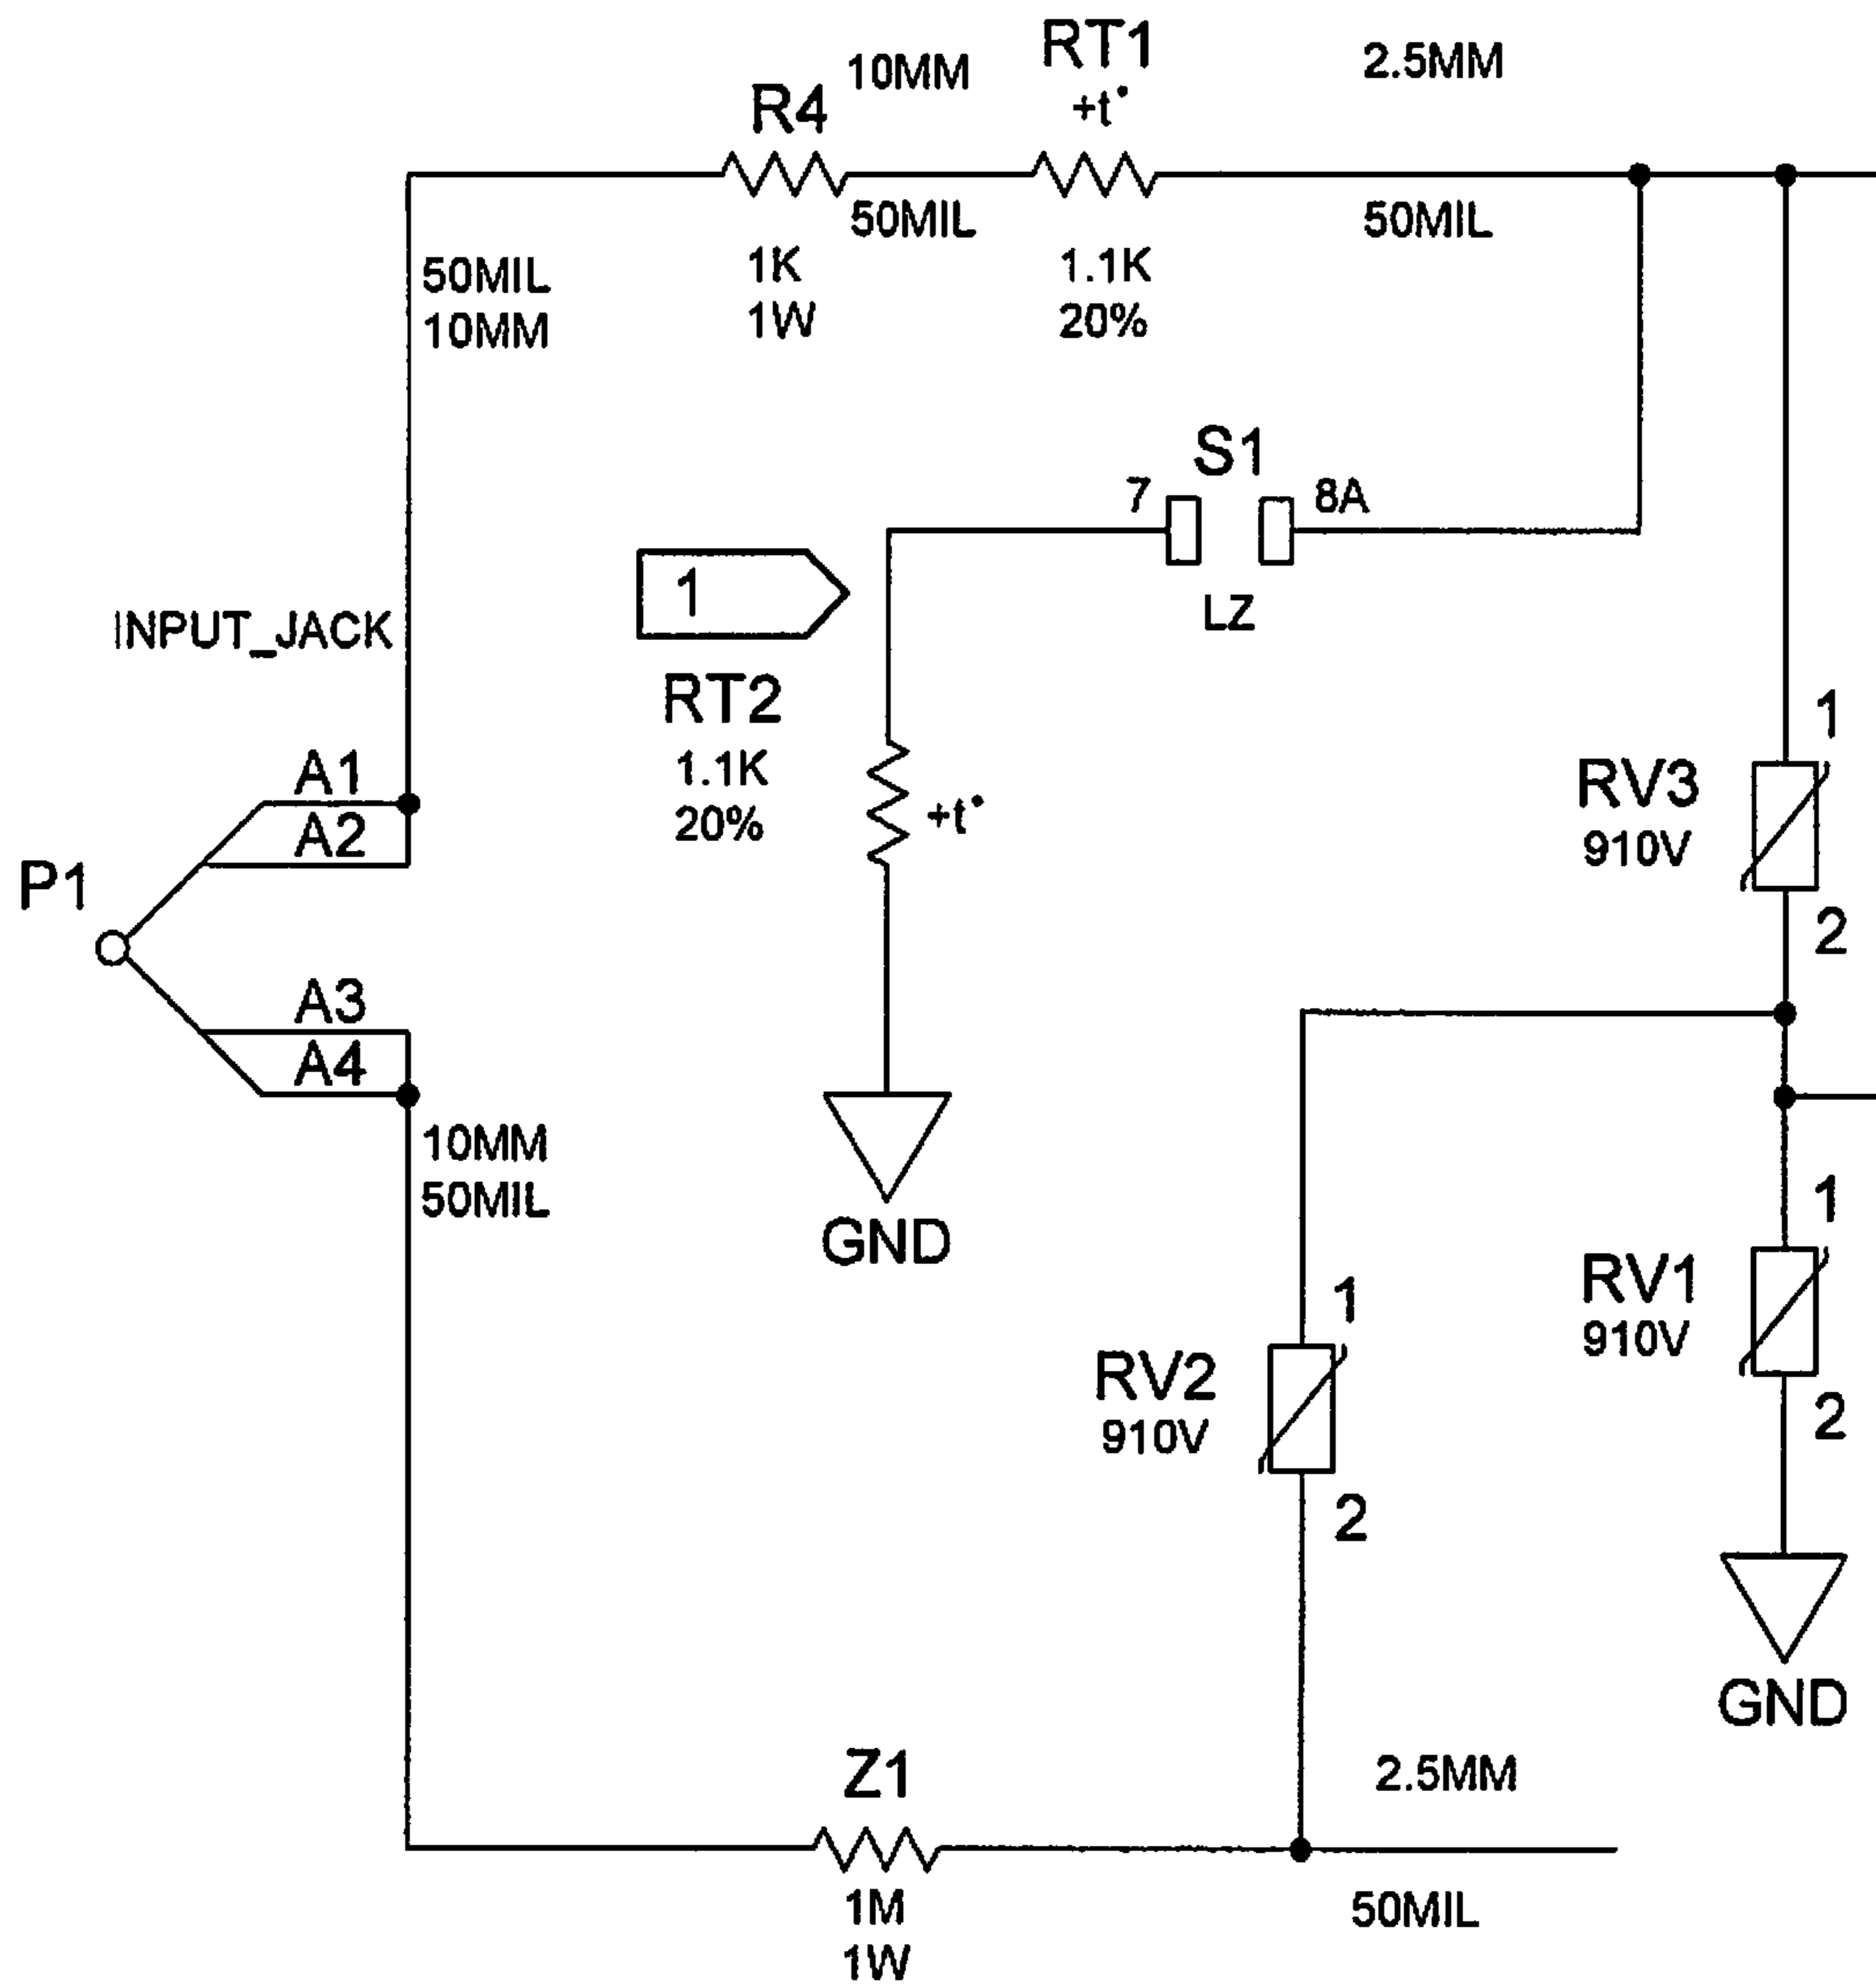 RT1
10MM
2.5MM
+t°
R4
50MIL
50MIL
1K
1.1K
50MIL
1W
20%
10MM
S1
7
8A
1
LZ
INPUT_JACK
RT2
1
1.1K
A1
RV3
20%
+t°
A2
910V
P1
2
A3
A4
10MM
50MIL
1
GND
RV1
1
910V
RV2
2
910V
2
GND
Z1
2.5MM
1M
50MIL
1W